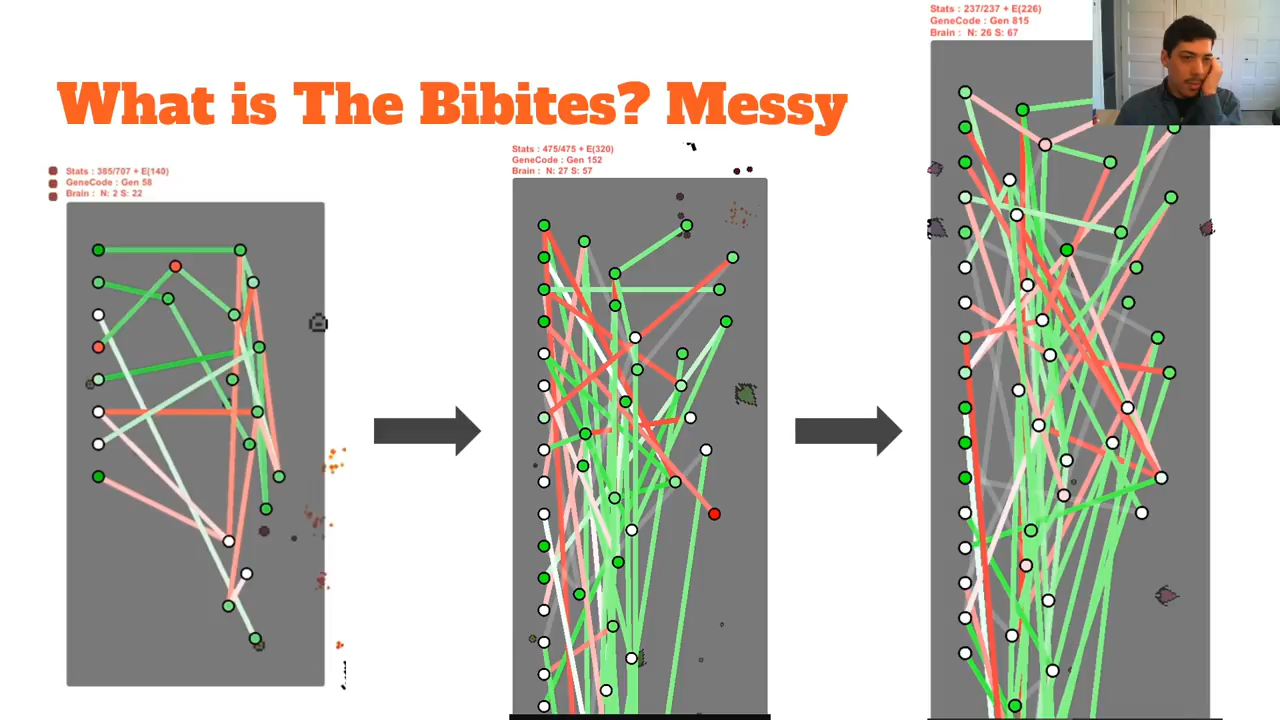 What is The Bibites? Messy
Stats : 385/707 + E(140)
GeneCode : Gen 58
Brain : N: 2 S: 22
Stats : 475/475 + E(320)
GeneCode : Gen 152
Brain : N: 27 S: 57
Stats : 237/237 + E(226)
GeneCode : Gen 815
Brain : N: 26 S: 67